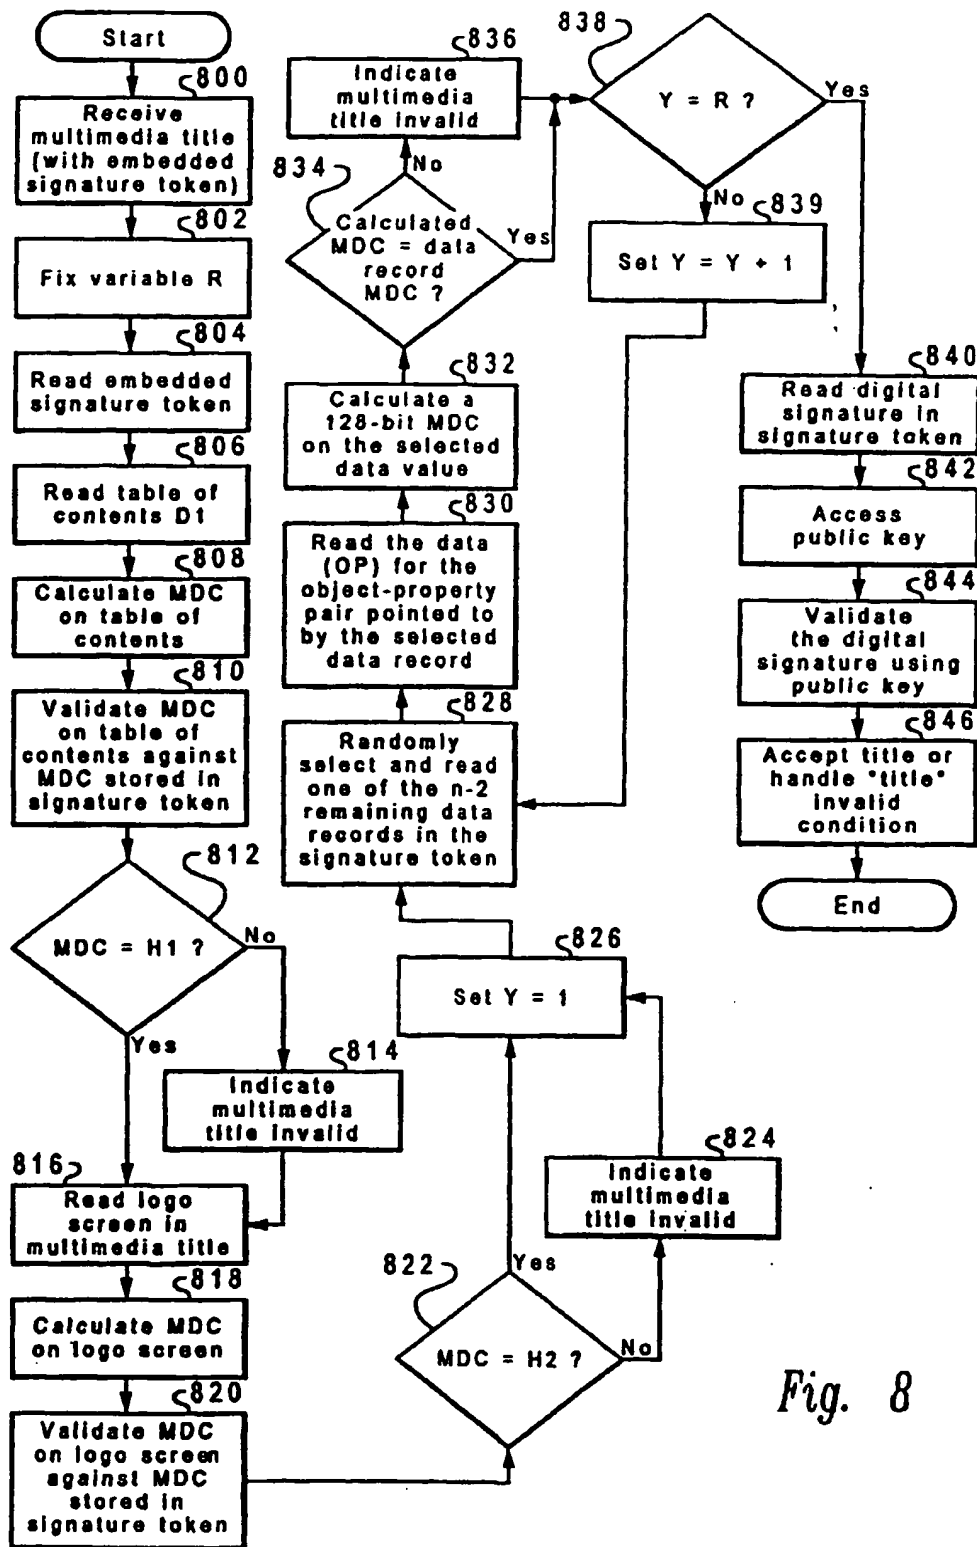 Start
800
Receive
multimedia title
(with embedded
signature token)
802
Fix variable R
804
Read embedded
signature token
806
Read table of
contents D1
808
Calculate MDC
on table of
contents
810
Validate MDC
on table of
contents against
MDC stored in
signature token
812
MDC = H1 ?
No
Yes
814
Indicate
multimedia
title invalid
816
Read logo
screen in
multimedia title
818
Calculate MDC
on logo screen
820
Validate MDC
on logo screen
against MDC
stored in
signature token
822
MDC = H2 ?
No
Yes
824
Indicate
multimedia
title invalid
826
Set Y = 1
828
Randomly
select and read
one of the n-2
remaining data
records in the
signature token
830
Read the data
(OP) for the
object-property
pair pointed to
by the selected
data record
832
Calculate a
128-bit MDC
on the selected
data value
834
Calculated
MDC = data
record
MDC ?
No
Yes
836
Indicate
multimedia
title invalid
838
Y = R ?
Yes
No
839
Set Y = Y + 1
840
Read digital
signature in
signature token
842
Access
public key
844
Validate
the digital
signature using
public key
846
Accept title or
handle "title"
invalid
condition
End
Fig. 8